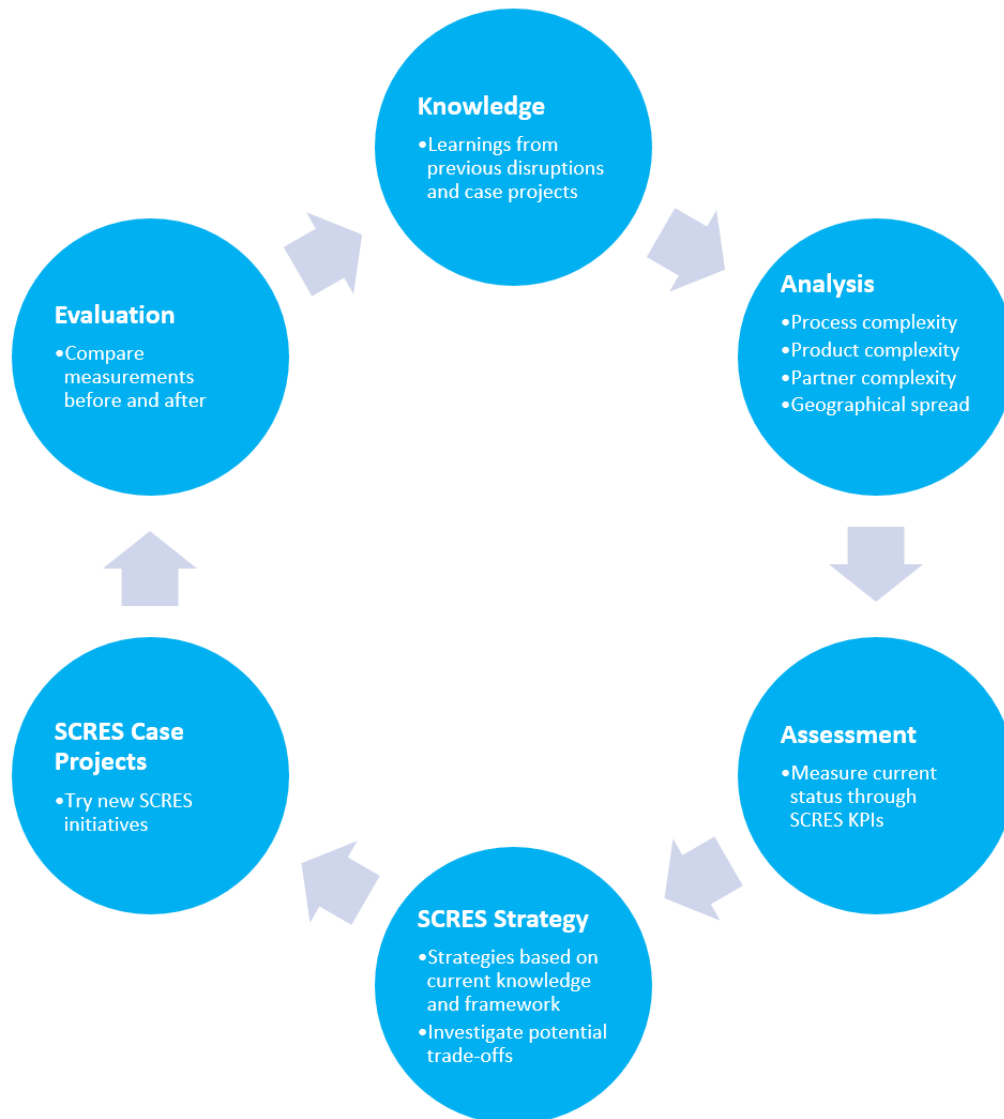 Knowledge
•Learnings from
previous disruptions
and case projects
Analysis
•Process complexity
•Product complexity
•Partner complexity
•Geographical spread
Assessment
•Measure current
status through
SCRES KPIs
SCRES Strategy
•Strategies based on
current knowledge
and framework
•Investigate potential
trade-offs
SCRES Case
Projects
•Try new SCRES
initiatives
Evaluation
•Compare
measurements
before and after